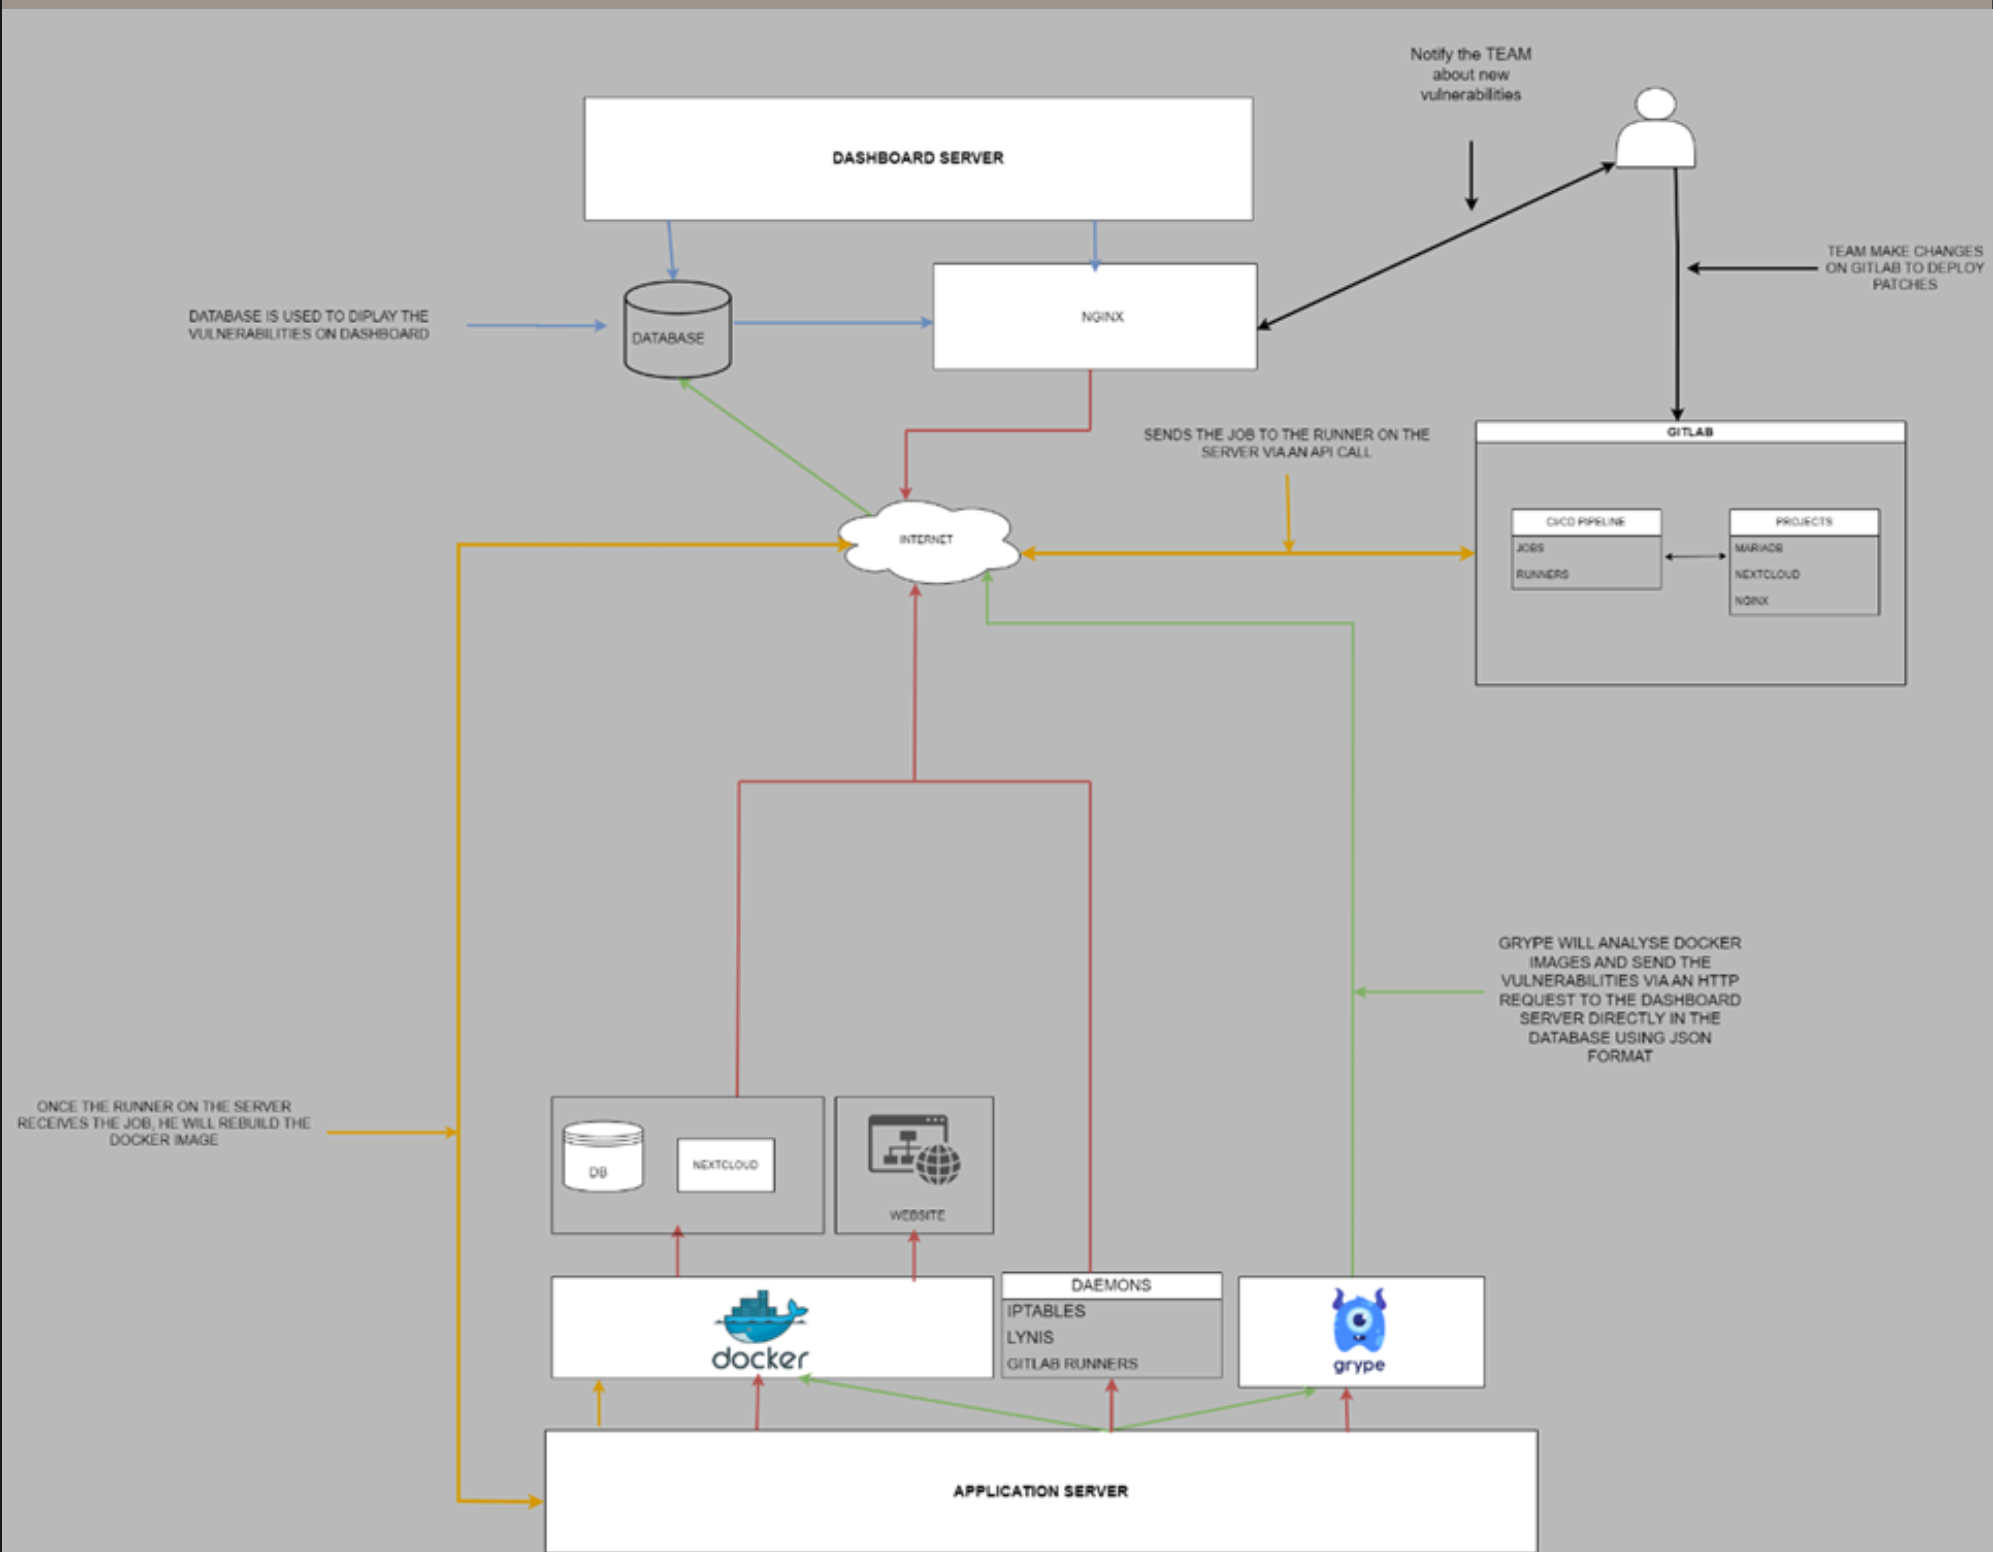 Notify the TEAM
about new
vulnerabilities
DASHBOARD SERVER
TEAM MAKE CHANGES
ON GITLAB TO DEPLOY
PATCHES
DATABASE IS USED TO DIPLAY THE
VULNERABILITIES ON DASHBOARD
DATABASE
NGINX
SENDS THE JOB TO THE RUNNER ON THE
SERVER VIA AN API CALL
GITLAB
INTERNET
CI/CD PIPELINE
JOBS
RUNNERS
PROJECTS
MARIADB
NEXTCLOUD
NGINX
GRYPE WILL ANALYSE DOCKER
IMAGES AND SEND THE
VULNERABILITIES VIA AN HTTP
REQUEST TO THE DASHBOARD
SERVER DIRECTLY IN THE
DATABASE USING JSON
FORMAT
ONCE THE RUNNER ON THE SERVER
RECEIVES THE JOB, HE WILL REBUILD THE
DOCKER IMAGE
DB
NEXTCLOUD
WEBSITE
docker
DAEMONS
IPTABLES
LYNIS
GITLAB RUNNERS
grype
APPLICATION SERVER